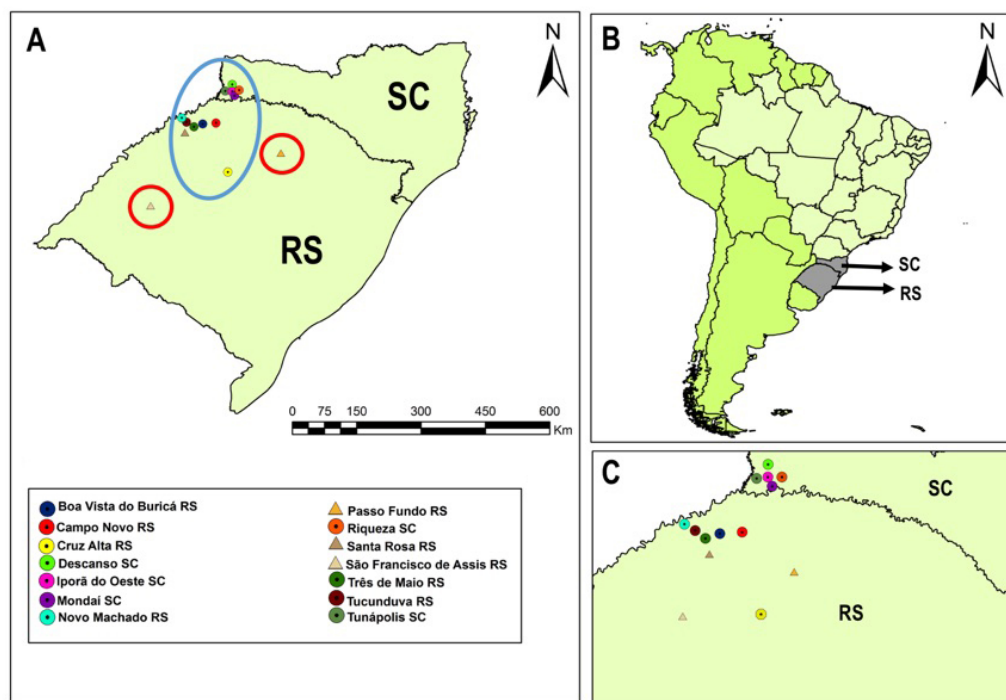 A
N
SC
RS
0 75 150 300 450 600
Km
Boa Vista do Buricá RS
Campo Novo RS
Cruz Alta RS
Descanso SC
Iporã do Oeste SC
Mondaí SC
Novo Machado RS
Passo Fundo RS
Riqueza SC
Santa Rosa RS
São Francisco de Assis RS
Três de Maio RS
Tucunduva RS
Tunápolis SC
B
N
SC
RS
C
SC
RS